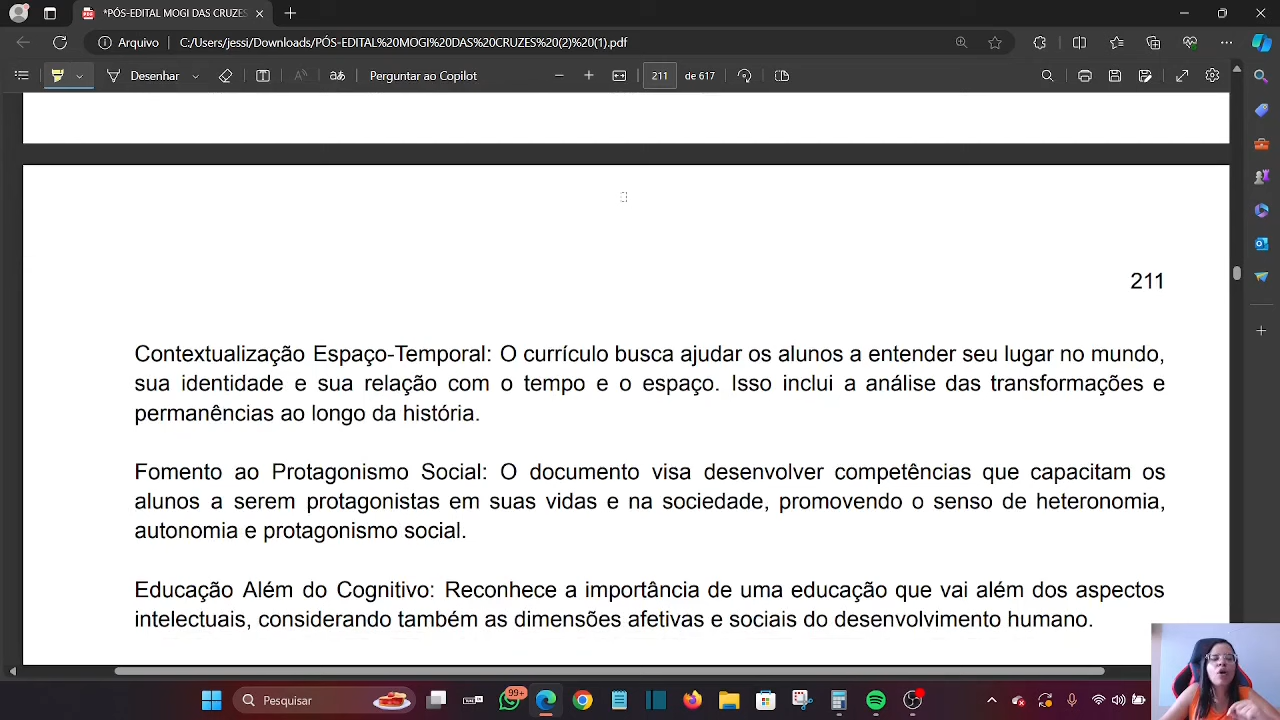 *PÓS-EDITAL MOGI DAS CRUZES
Arquivo C:/Users/jessi/Downloads/PÓS-EDITAL%20MOGI%20DAS%20CRUZES%20(2)%20(1).pdf
Desenhar Perguntar ao Copilot 211 de 617
211
Contextualização Espaço-Temporal: O currículo busca ajudar os alunos a entender seu lugar no mundo,
sua identidade e sua relação com o tempo e o espaço. Isso inclui a análise das transformações e
permanências ao longo da história.
Fomento ao Protagonismo Social: O documento visa desenvolver competências que capacitam os
alunos a serem protagonistas em suas vidas e na sociedade, promovendo o senso de heteronomia,
autonomia e protagonismo social.
Educação Além do Cognitivo: Reconhece a importância de uma educação que vai além dos aspectos
intelectuais, considerando também as dimensões afetivas e sociais do desenvolvimento humano.
Pesquisar 99+